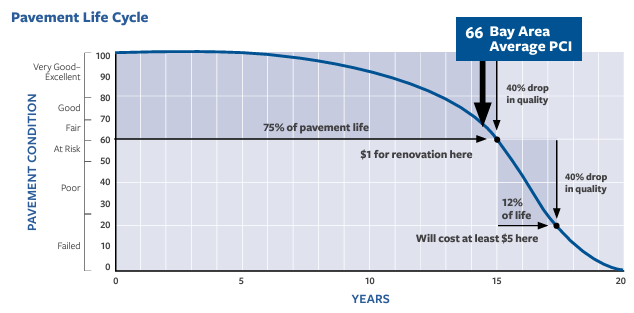 Pavement Life Cycle
66 Bay Area
Average PCI
PAVEMENT CONDITION
Very Good–
Excellent
Good
Fair
At Risk
Poor
Failed
100
90
80
70
60
50
40
30
20
10
0
40% drop
in quality
75% of pavement life
$1 for renovation here
40% drop
in quality
12%
of life
Will cost at least $5 here
0
5
10
15
20
YEARS